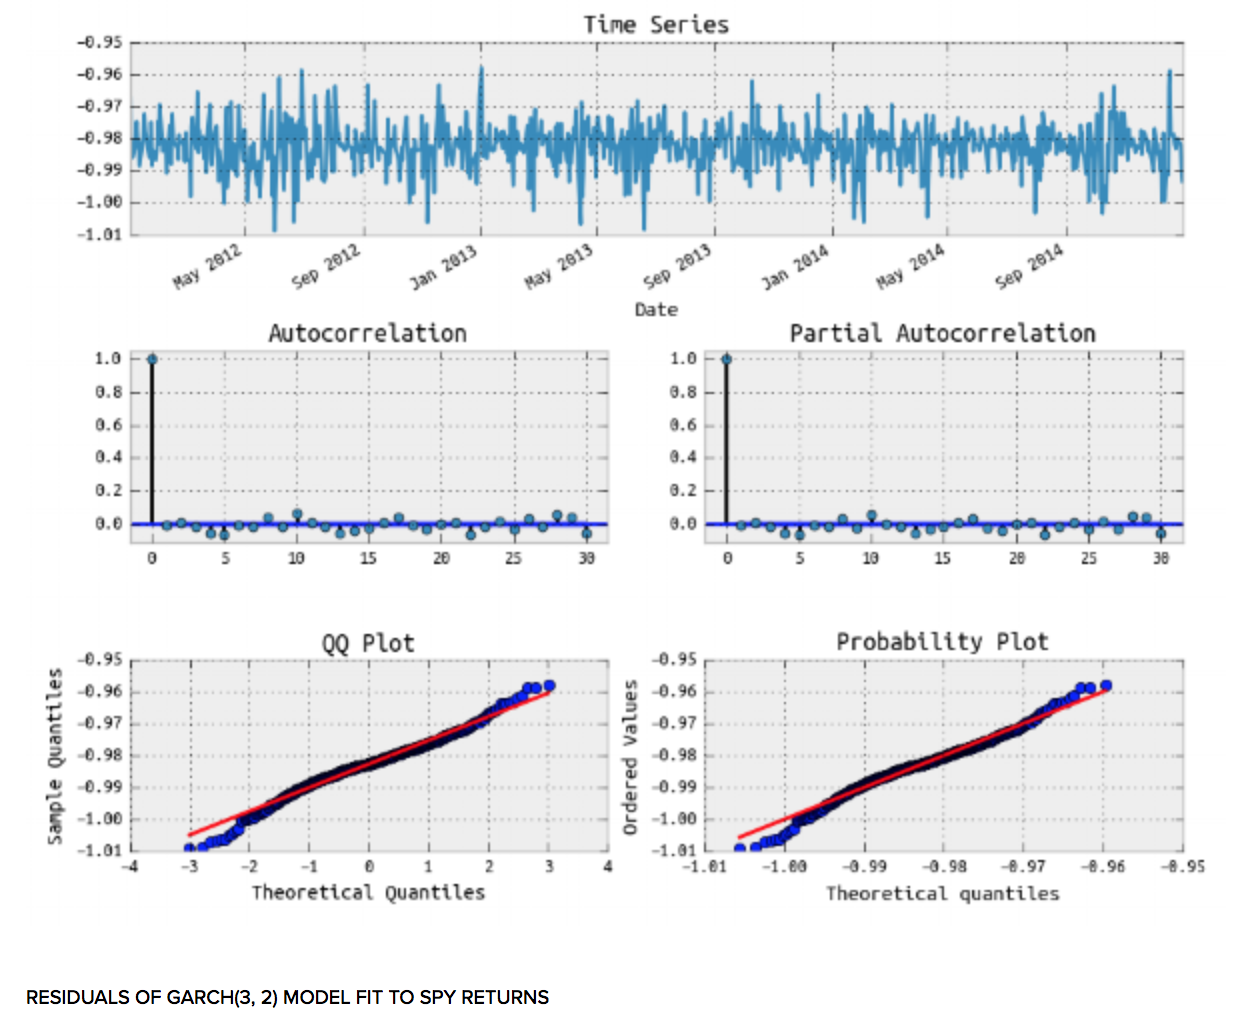 Time Series
-0.95
-0.96
-0.97
-0.98
-0.99
-1.00
-1.01
May 2012
Sep 2012
Jan 2013
May 2013
Sep 2013
Jan 2014
May 2014
Sep 2014
Date
Autocorrelation
1.0
0.8
0.6
0.4
0.2
0.0
0 5 10 15 20 25 30
Partial Autocorrelation
1.0
0.8
0.6
0.4
0.2
0.0
0 5 10 15 20 25 30
QQ Plot
Sample Quantiles
-0.95
-0.96
-0.97
-0.98
-0.99
-1.00
-1.01
-4 -3 -2 -1 0 1 2 3 4
Theoretical Quantiles
Probability Plot
Ordered Values
-0.95
-0.96
-0.97
-0.98
-0.99
-1.00
-1.01
-1.01 -1.00 -0.99 -0.98 -0.97 -0.96 -0.95
Theoretical quantiles
RESIDUALS OF GARCH(3, 2) MODEL FIT TO SPY RETURNS